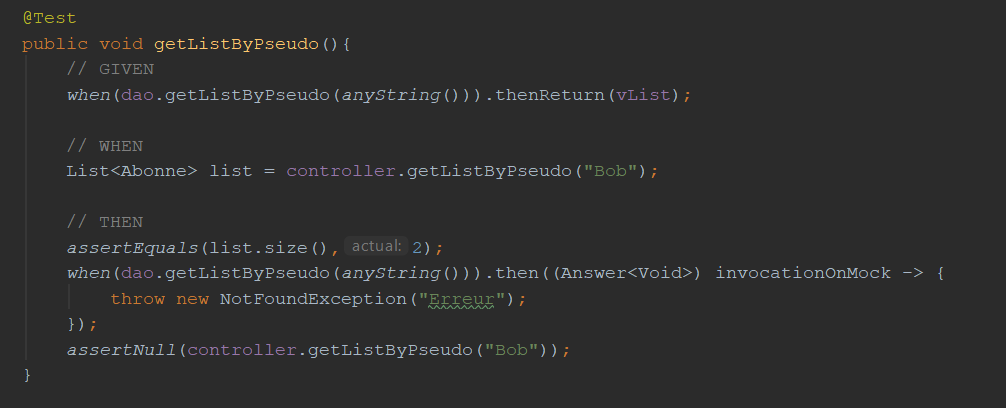 @Test
public void getListByPseudo(){
    // GIVEN
    when(dao.getListByPseudo(anyString())).thenReturn(vList);
    // WHEN
    List<Abonne> list = controller.getListByPseudo("Bob");
    // THEN
    assertEquals(list.size(), actual: 2);
    when(dao.getListByPseudo(anyString())).then((Answer<Void>) invocationOnMock -> {
        throw new NotFoundException("Erreur");
    });
    assertNull(controller.getListByPseudo("Bob"));
}